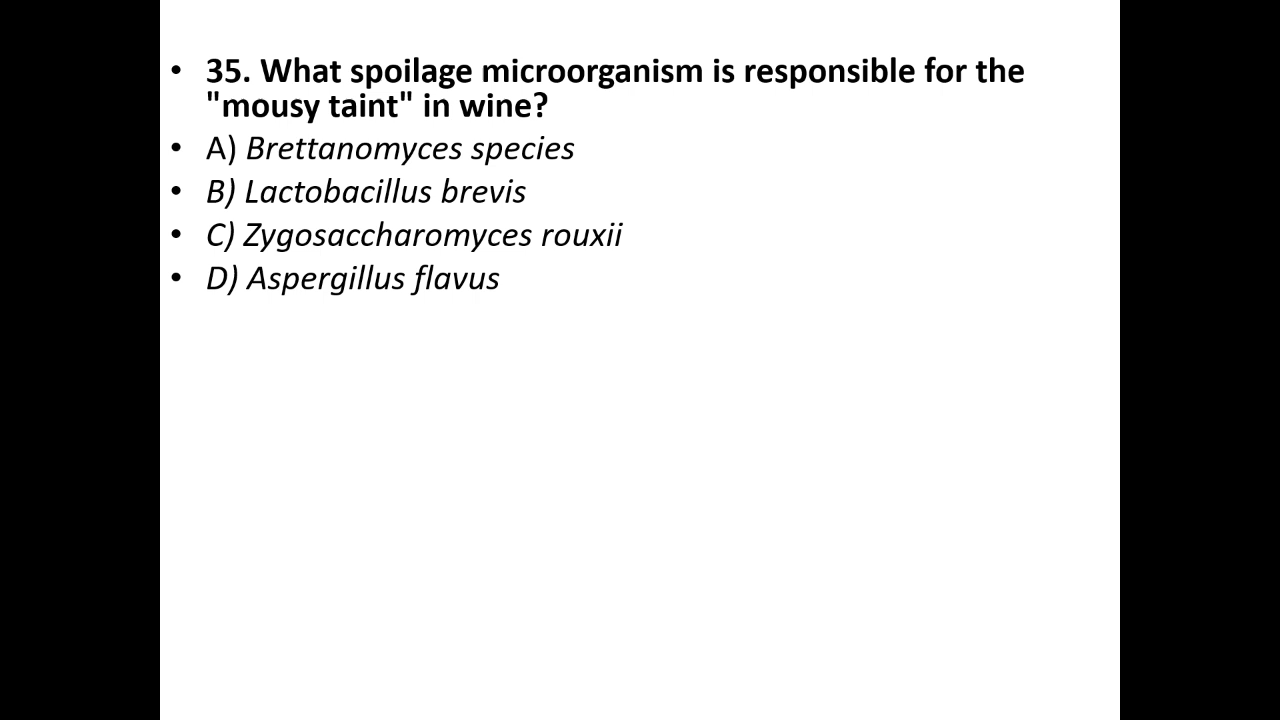 • 35. What spoilage microorganism is responsible for the
"mousy taint" in wine?
• A) Brettanomyces species
• B) Lactobacillus brevis
• C) Zygosaccharomyces rouxii
• D) Aspergillus flavus